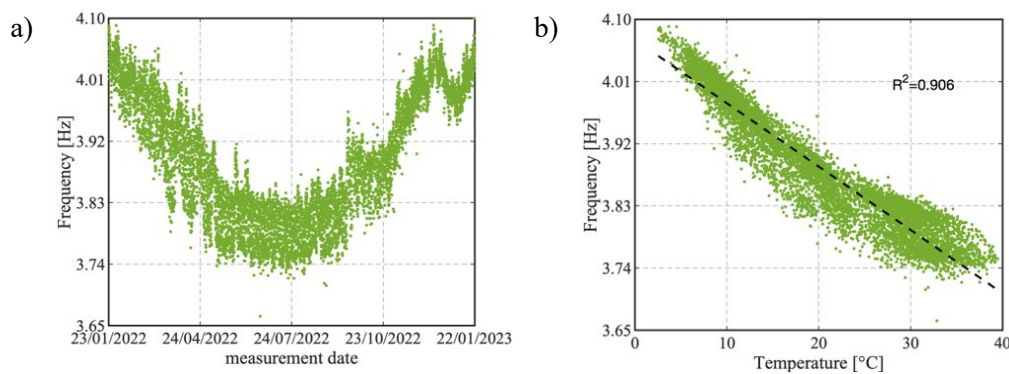 a)
4.10
4.01
3.92
3.83
3.74
3.65
Frequency [Hz]
23/01/2022 24/04/2022 24/07/2022 23/10/2022 22/01/2023
measurement date
b)
4.10
4.01
3.92
3.83
3.74
3.65
Frequency [Hz]
R²=0.906
0 10 20 30 40
Temperature [°C]